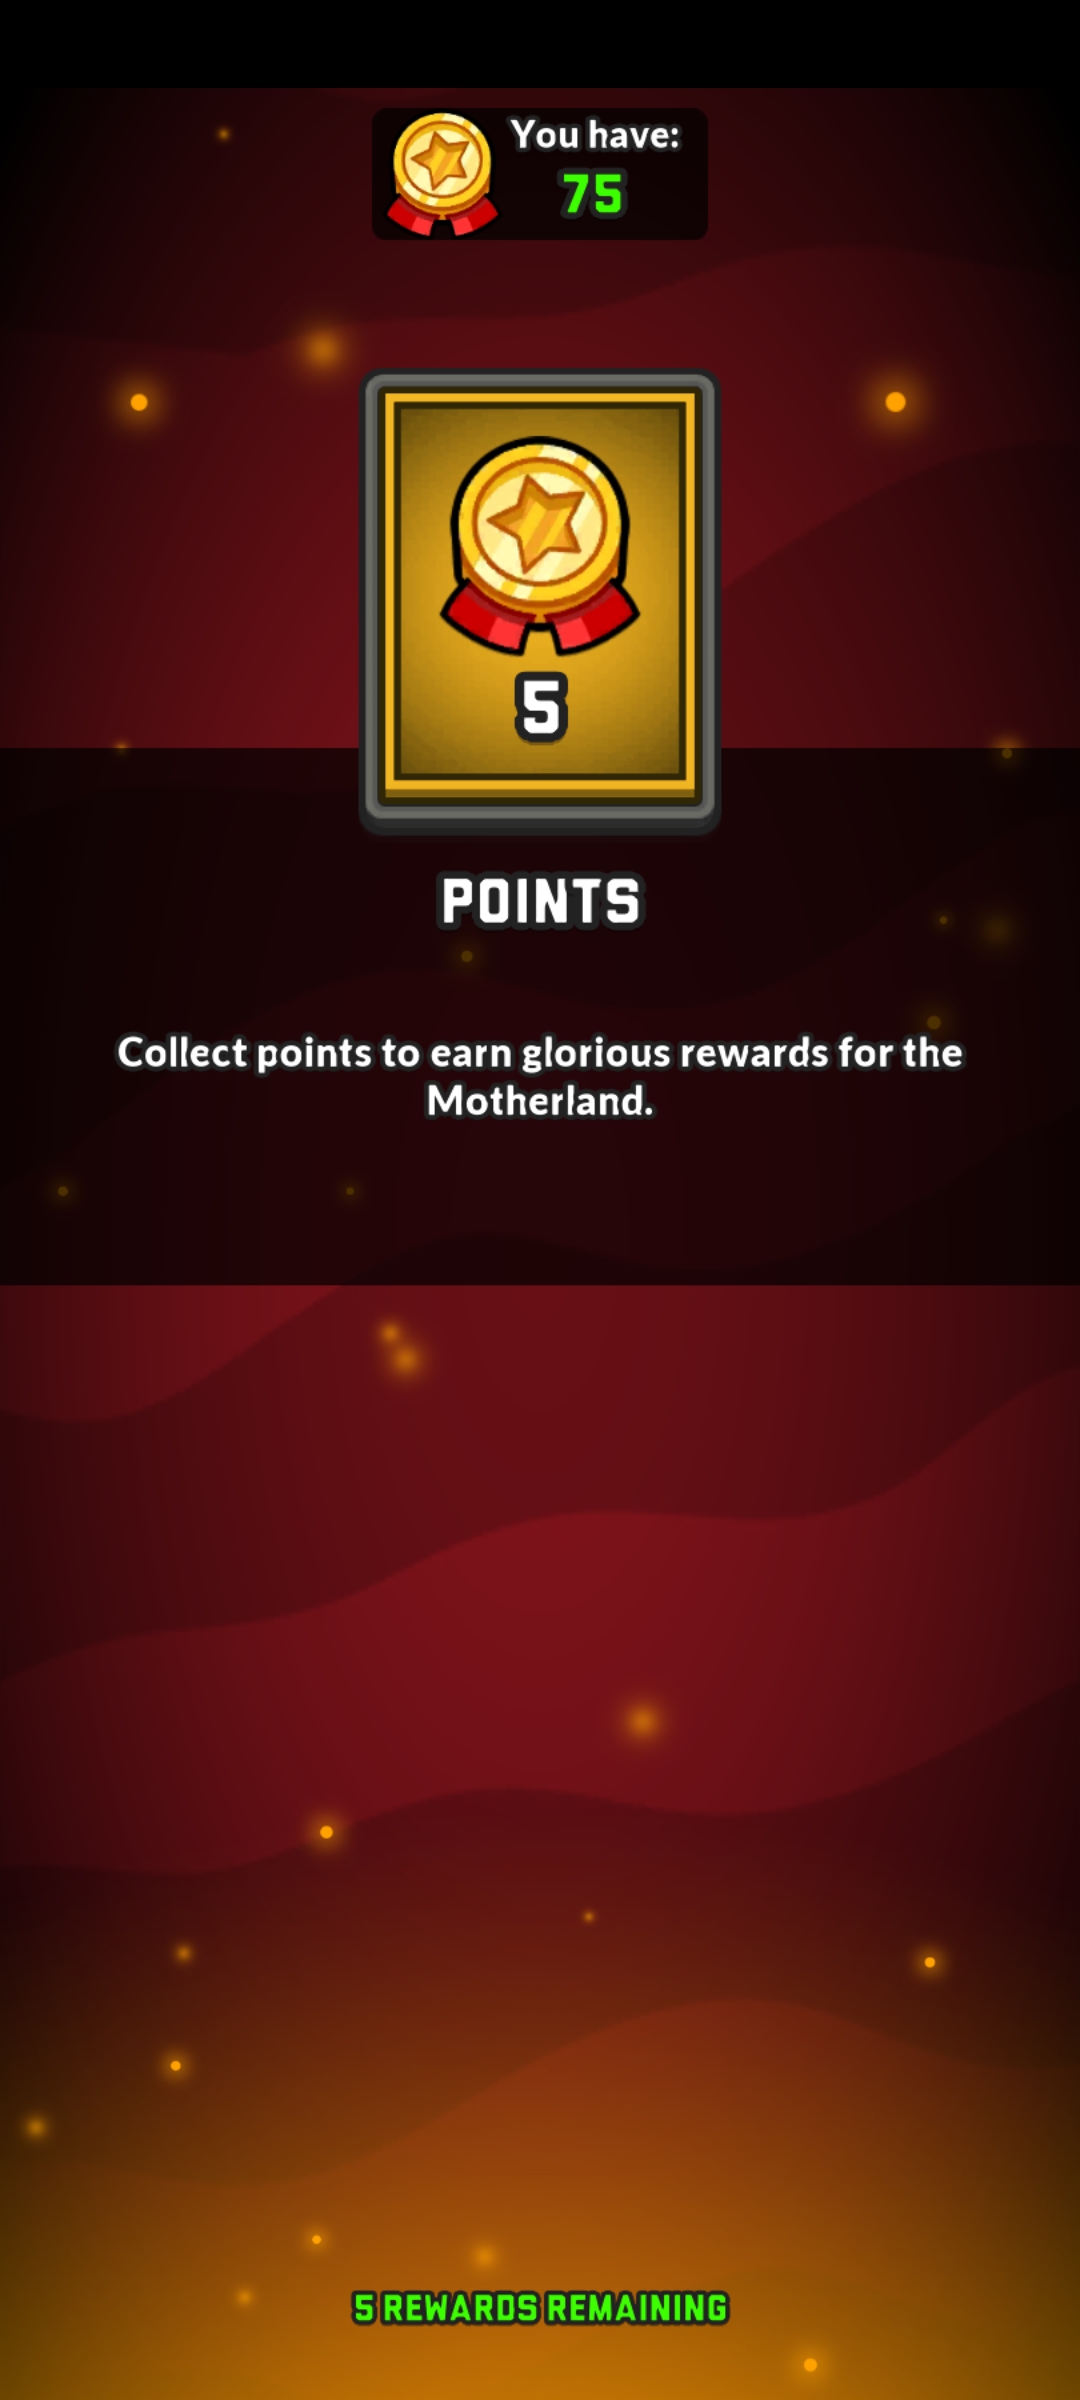 You have:
75
5
POINTS
Collect points to earn glorious rewards for the
Motherland.
5 REWARDS REMAINING